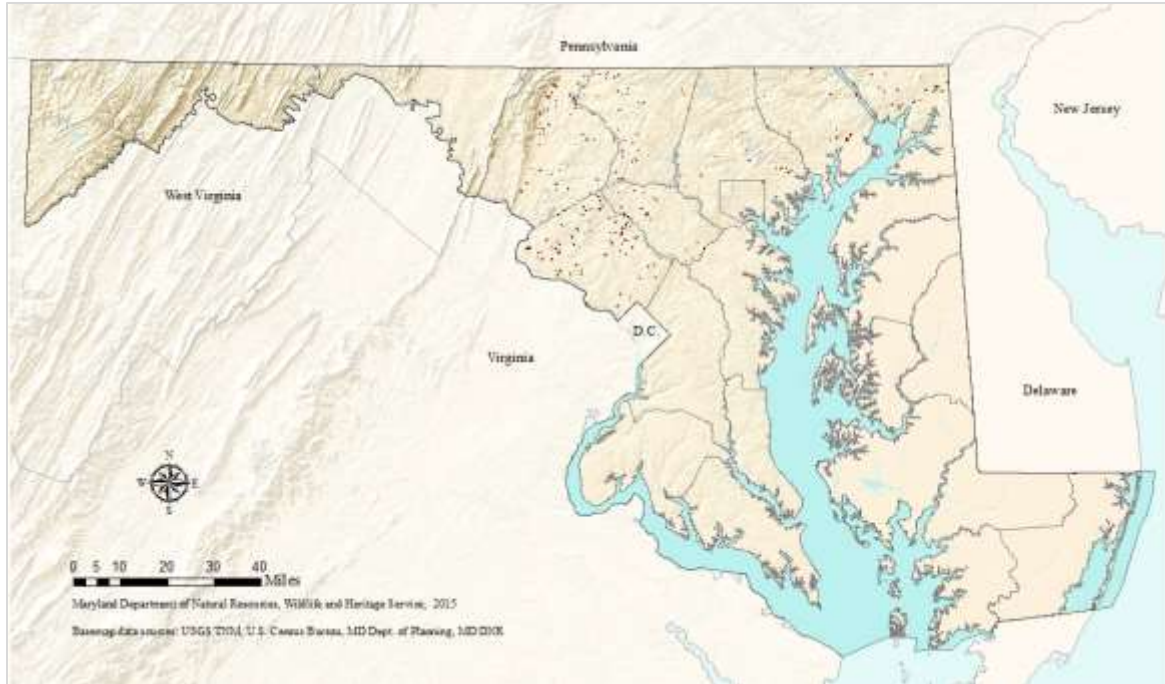 Pennsylvania
New Jersey
West Virginia
D.C.
Virginia
Delaware
N
W E
S
0 5 10 20 30 40
Miles
Maryland Department of Natural Resources, Wildlife and Heritage Service, 2015
Basemap data sources: USGS TNM, U.S. Census Bureau, MD Dept. of Planning, MD DNR